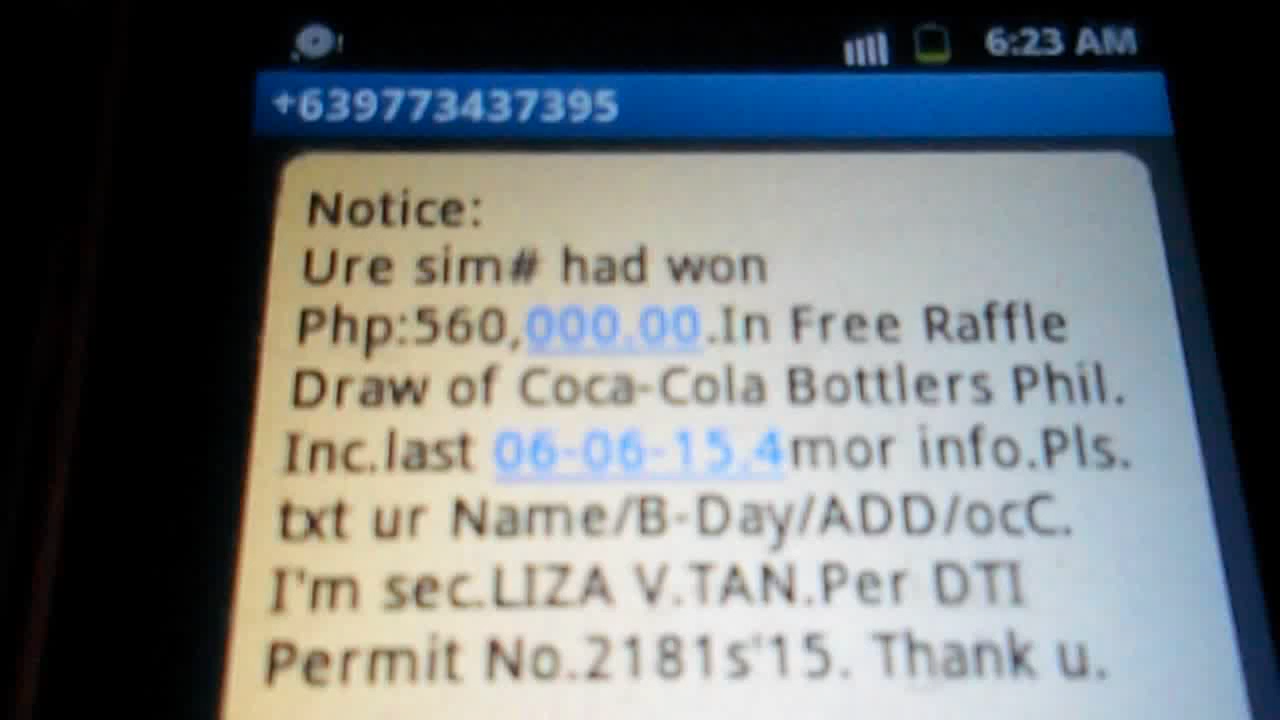 6:23 AM
+639773437395
Notice:
Ure sim# had won
Php:560,000.00.In Free Raffle
Draw of Coca-Cola Bottlers Phil.
Inc.last 06-06-15.4mor info.Pls.
txt ur Name/B-Day/ADD/ocC.
I'm sec.LIZA V.TAN.Per DTI
Permit No.2181s'15. Thank u.